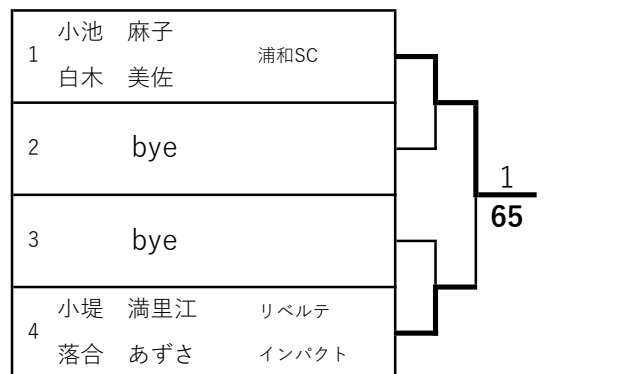 小池 麻子
1 浦和SC
白木 美佐
2 bye
3 bye
小堤 満里江 リベルテ
4
落合 あずさ インパクト
1
65